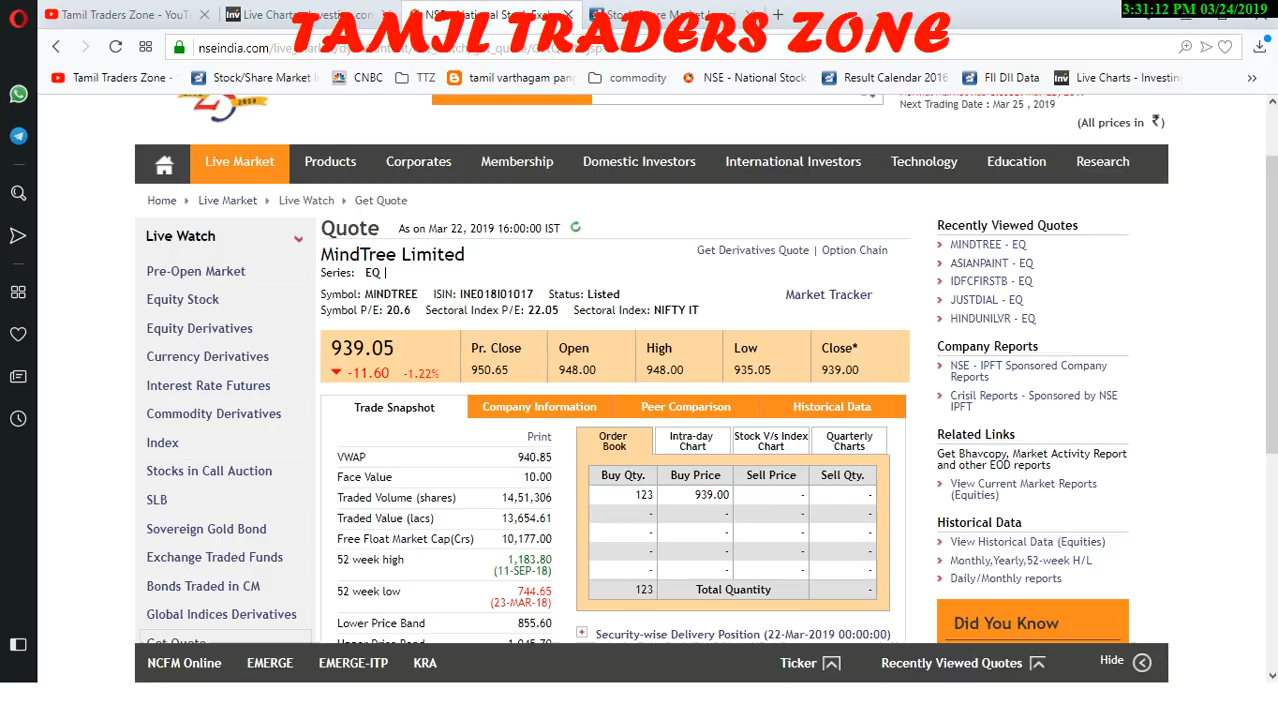 3:31:12 PM 03/24/2019
Tamil Traders Zone - YouT
Live Charts - Investing.com
NSE - National Stock Exch
TAMIL TRADERS ZONE
nseindia.com/live_market/dy
Tamil Traders Zone -
Stock/Share Market I
CNBC
TTZ
tamil varthagam pan
commodity
NSE - National Stock
Result Calendar 2016
FII DII Data
Live Charts - Investin
»
Next Trading Date : Mar 25 , 2019
(All prices in ₹)
Live Market
Products
Corporates
Membership
Domestic Investors
International Investors
Technology
Education
Research
Home
Live Market
Live Watch
Get Quote
Live Watch
Pre-Open Market
Equity Stock
Equity Derivatives
Currency Derivatives
Interest Rate Futures
Commodity Derivatives
Index
Stocks in Call Auction
SLB
Sovereign Gold Bond
Exchange Traded Funds
Bonds Traded in CM
Global Indices Derivatives
Get Quote
Quote As on Mar 22, 2019 16:00:00 IST
MindTree Limited
Get Derivatives Quote | Option Chain
Series: EQ |
Symbol: MINDTREE ISIN: INE018I01017 Status: Listed
Market Tracker
Symbol P/E: 20.6 Sectoral Index P/E: 22.05 Sectoral Index: NIFTY IT
939.05
-11.60 -1.22%
Pr. Close
950.65
Open
948.00
High
948.00
Low
935.05
Close*
939.00
Trade Snapshot
Company Information
Peer Comparison
Historical Data
Print
VWAP 940.85
Face Value 10.00
Traded Volume (shares) 14,51,306
Traded Value (lacs) 13,654.61
Free Float Market Cap(Crs) 10,177.00
52 week high 1,183.80
(11-SEP-18)
52 week low 744.65
(23-MAR-18)
Lower Price Band 855.60
Upper Price Band 1,045.70
Order Book
Intra-day Chart
Stock V/s Index Chart
Quarterly Charts
Buy Qty. Buy Price Sell Price Sell Qty.
123 939.00 - -
- - - -
- - - -
- - - -
- - - -
123 Total Quantity -
Security-wise Delivery Position (22-Mar-2019 00:00:00)
Recently Viewed Quotes
MINDTREE - EQ
ASIANPAINT - EQ
IDFCFIRSTB - EQ
JUSTDIAL - EQ
HINDUNILVR - EQ
Company Reports
NSE - IPFT Sponsored Company
Reports
Crisil Reports - Sponsored by NSE
IPFT
Related Links
Get Bhavcopy, Market Activity Report
and other EOD reports
View Current Market Reports
(Equities)
Historical Data
View Historical Data (Equities)
Monthly,Yearly,52-week H/L
Daily/Monthly reports
Did You Know
NCFM Online
EMERGE
EMERGE-ITP
KRA
Ticker
Recently Viewed Quotes
Hide